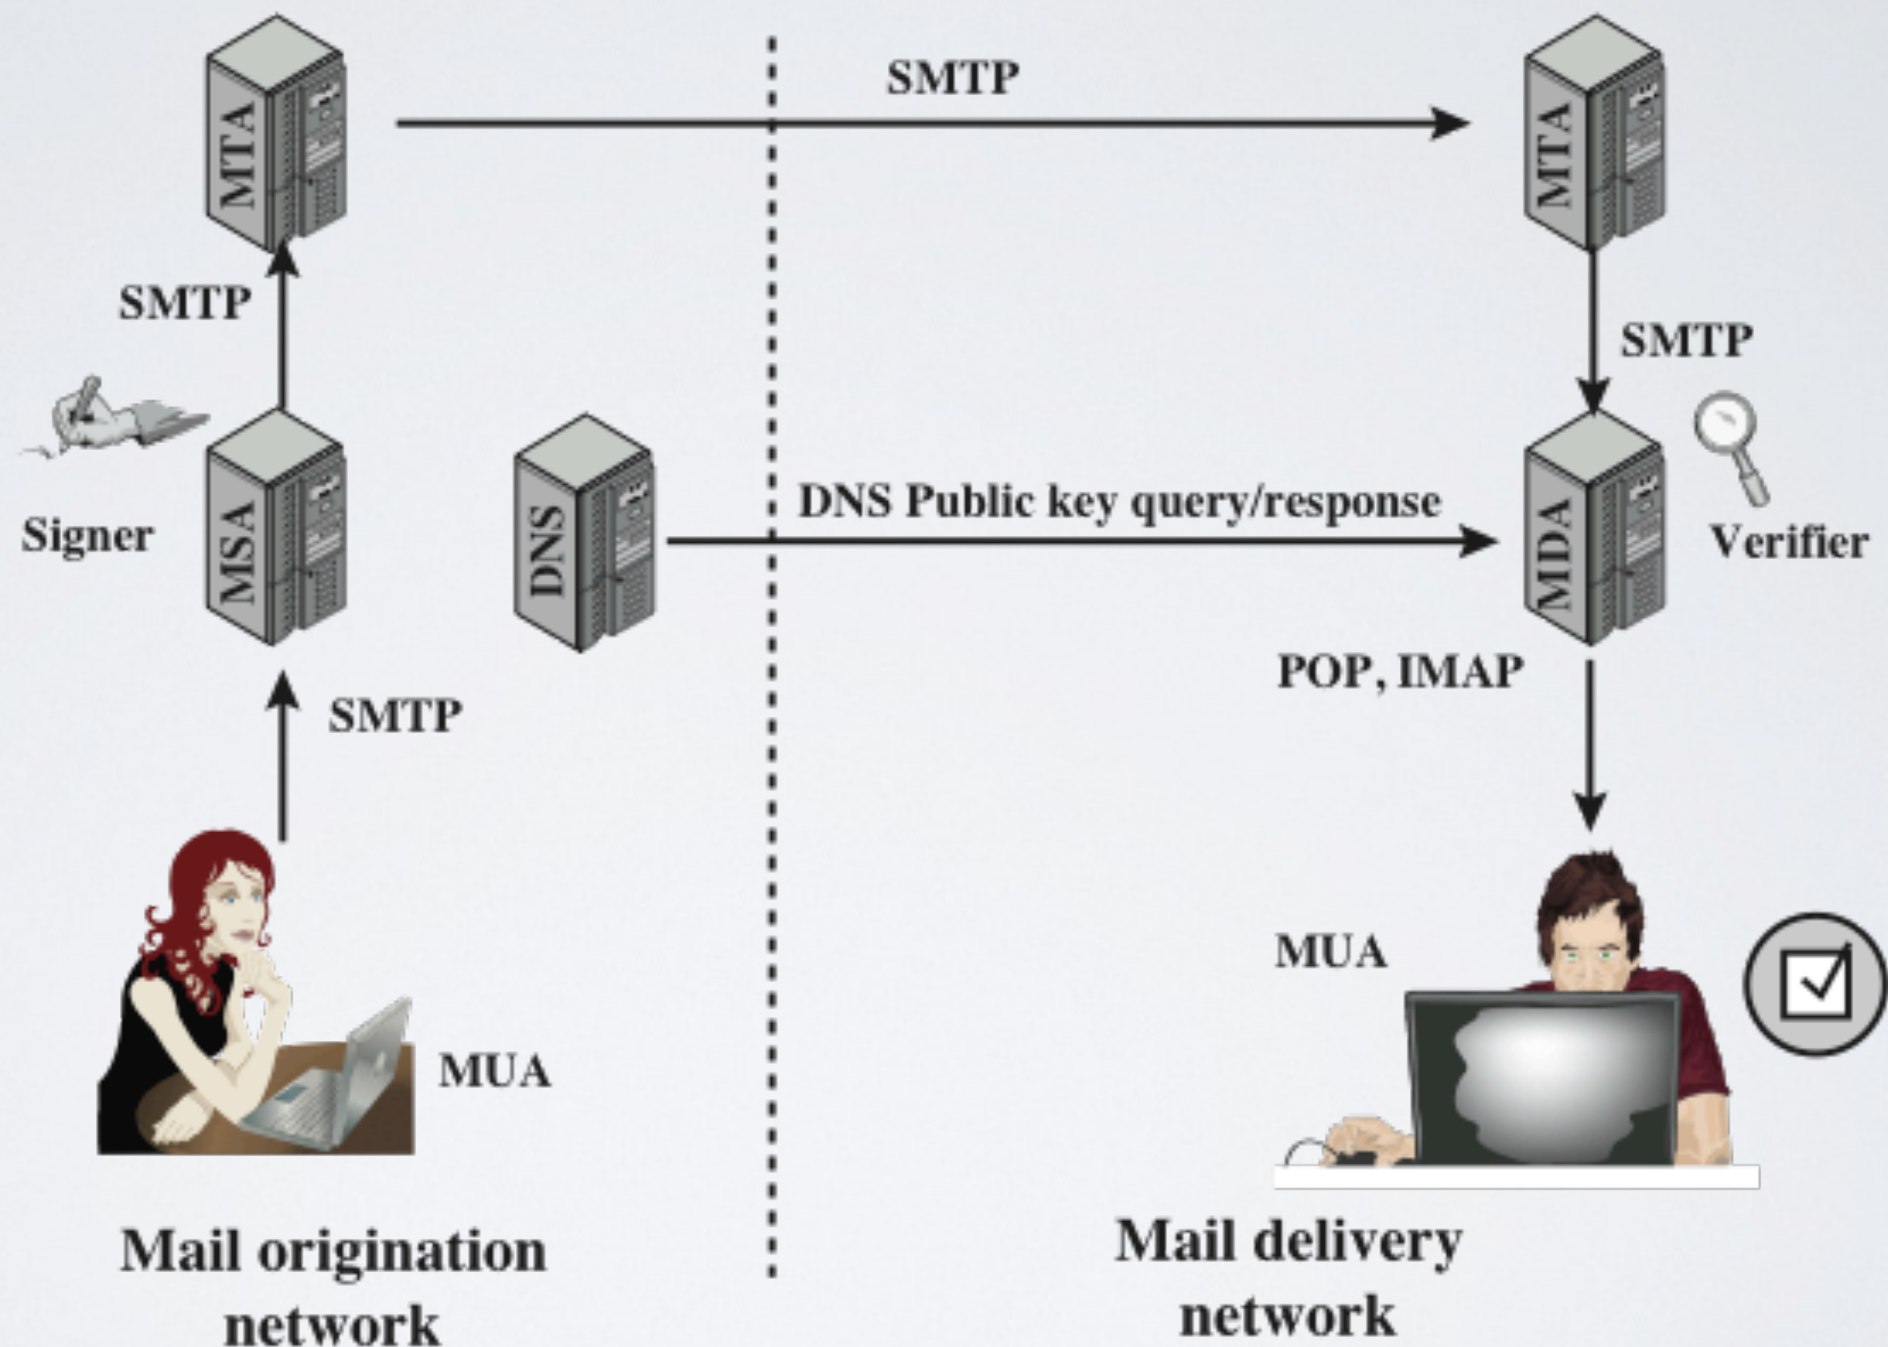 MTA
SMTP
MTA
SMTP
SMTP
Signer
MSA
DNS
DNS Public key query/response
MDA
Verifier
SMTP
POP, IMAP
MUA
MUA
Mail origination
network
Mail delivery
network